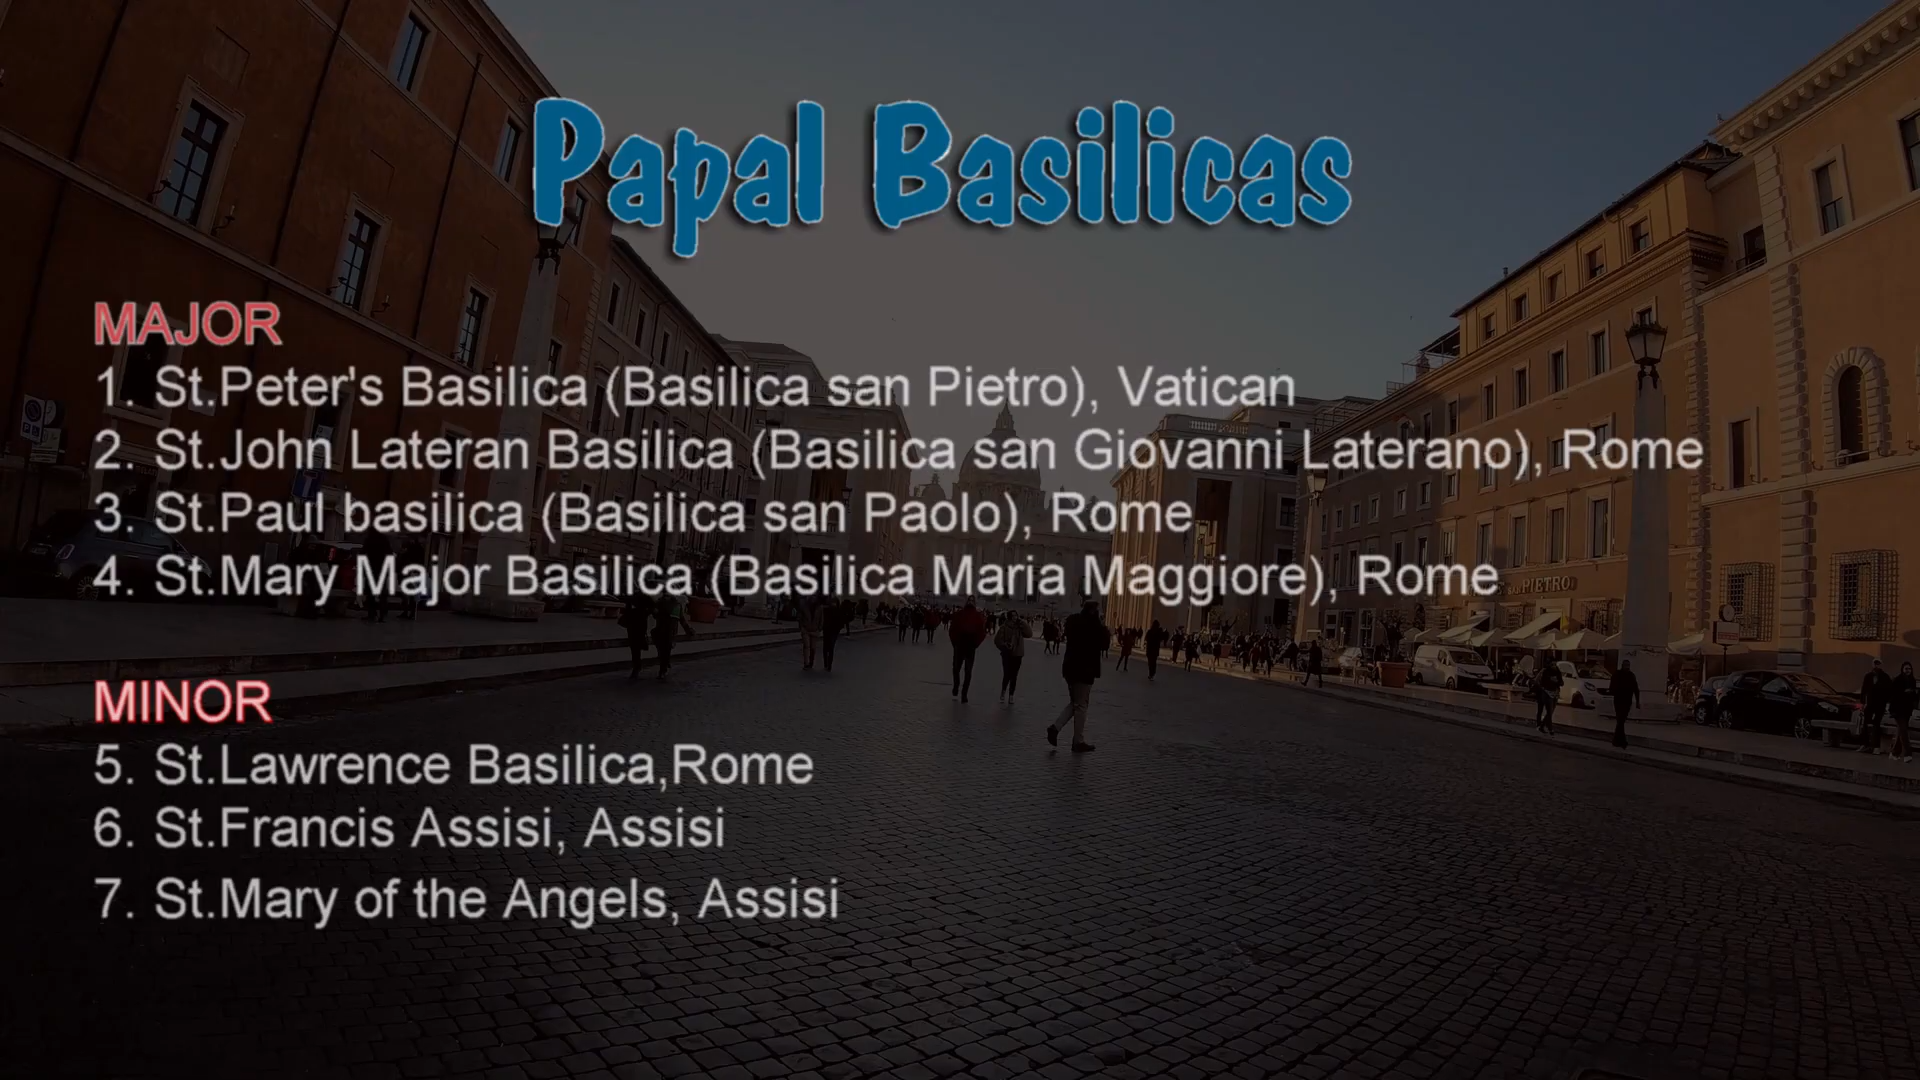 Papal Basilicas
MAJOR
1. St.Peter's Basilica (Basilica san Pietro), Vatican
2. St.John Lateran Basilica (Basilica san Giovanni Laterano), Rome
3. St.Paul basilica (Basilica san Paolo), Rome
4. St.Mary Major Basilica (Basilica Maria Maggiore), Rome
PIETRO
MINOR
5. St.Lawrence Basilica,Rome
6. St.Francis Assisi, Assisi
7. St.Mary of the Angels, Assisi